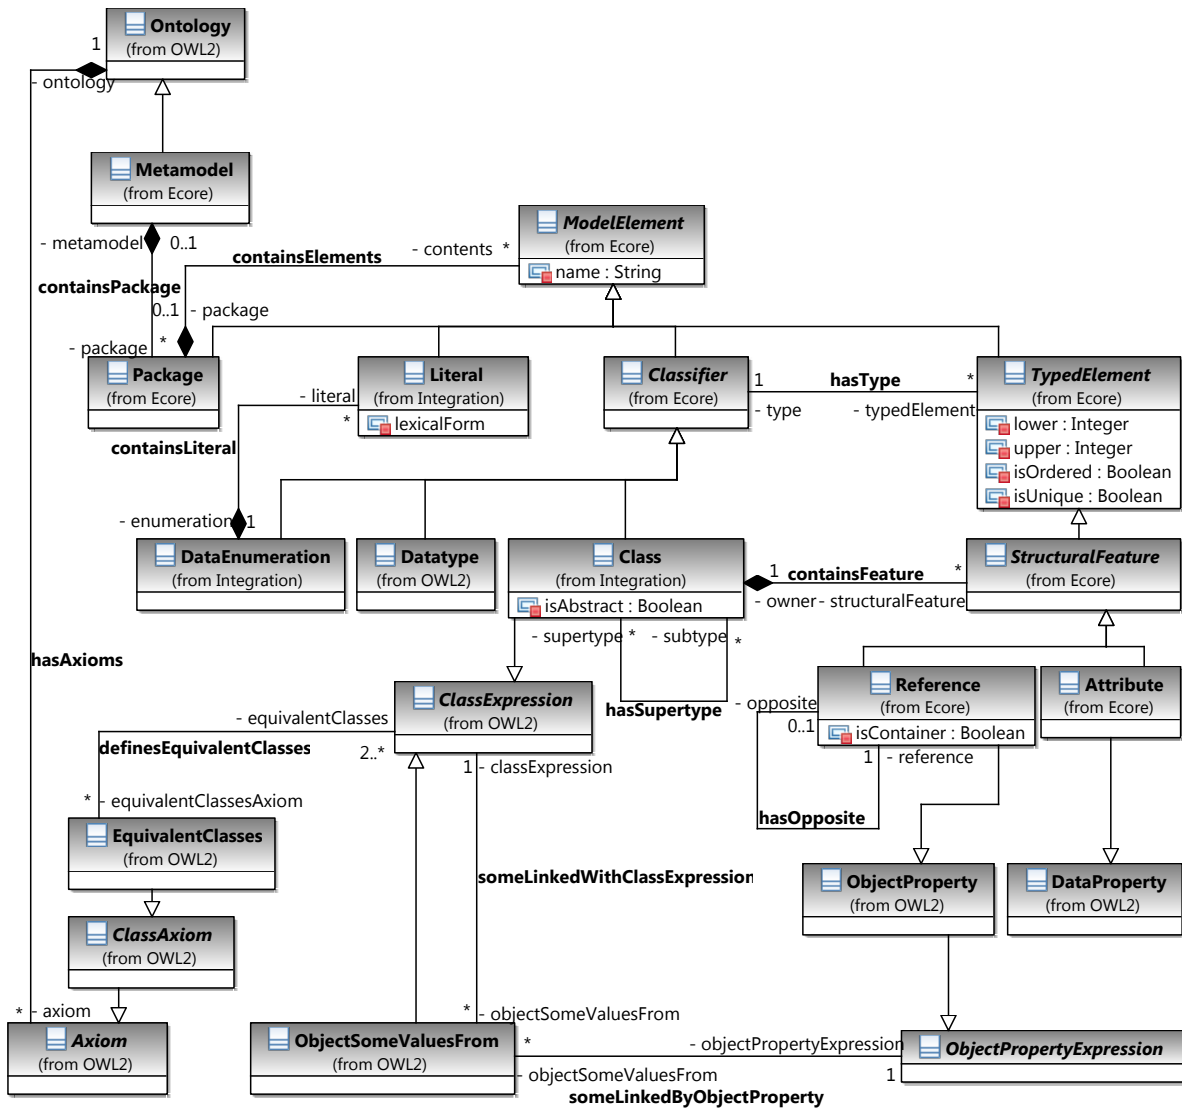 Ontology
(from OWL2)
1
- ontology
Metamodel
(from Ecore)
- metamodel
0..1
containsPackage
- package
*
containsElements
- contents
*
0..1
- package
ModelElement
(from Ecore)
name : String
Package
(from Ecore)
Literal
(from Integration)
lexicalForm
- literal
*
containsLiteral
- enumeration
1
Classifier
(from Ecore)
1
hasType
*
- type
- typedElement
TypedElement
(from Ecore)
lower : Integer
upper : Integer
isOrdered : Boolean
isUnique : Boolean
DataEnumeration
(from Integration)
Datatype
(from OWL2)
Class
(from Integration)
isAbstract : Boolean
1
containsFeature
*
- owner
- structuralFeature
StructuralFeature
(from Ecore)
- supertype
*
- subtype
*
hasSupertype
hasAxioms
ClassExpression
(from OWL2)
- equivalentClasses
definesEquivalentClasses
2..*
1
- classExpression
* - equivalentClassesAxiom
Reference
(from Ecore)
isContainer : Boolean
- opposite
0..1
1
- reference
hasOpposite
Attribute
(from Ecore)
EquivalentClasses
(from OWL2)
someLinkedWithClassExpression
ObjectProperty
(from OWL2)
DataProperty
(from OWL2)
ClassAxiom
(from OWL2)
*
- axiom
Axiom
(from OWL2)
*
- objectSomeValuesFrom
ObjectSomeValuesFrom
(from OWL2)
*
- objectPropertyExpression
- objectSomeValuesFrom
1
someLinkedByObjectProperty
ObjectPropertyExpression